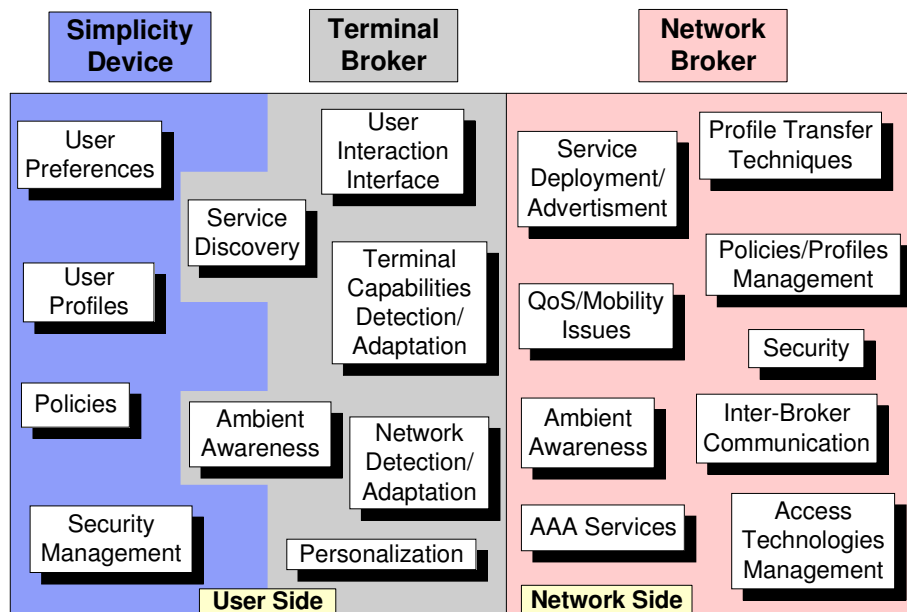 Simplicity
Device
Terminal
Broker
Network
Broker
User
Preferences
User
Profiles
Policies
Security
Management
Service
Discovery
Ambient
Awareness
User
Interaction
Interface
Terminal
Capabilities
Detection/
Adaptation
Network
Detection/
Adaptation
Personalization
User Side
Service
Deployment/
Advertisment
QoS/Mobility
Issues
Ambient
Awareness
AAA Services
Profile Transfer
Techniques
Policies/Profiles
Management
Security
Inter-Broker
Communication
Access
Technologies
Management
Network Side